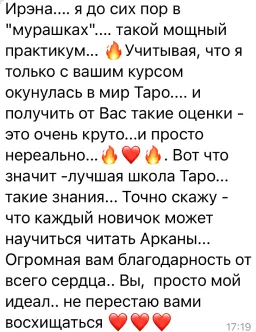 Ирэна.... я до сих пор в
"мурашках".... такой мощный
практикум... 🔥Учитывая, что я
только с вашим курсом
окунулась в мир Таро.... и
получить от Вас такие оценки -
это очень круто...и просто
нереально...🔥❤️🔥. Вот что
значит -лучшая школа Таро...
такие знания... Точно скажу -
что каждый новичок может
научиться читать Арканы...
Огромная вам благодарность от
всего сердца.. Вы,  просто мой
идеал.. не перестаю вами
восхищаться ❤️❤️❤️
17:19